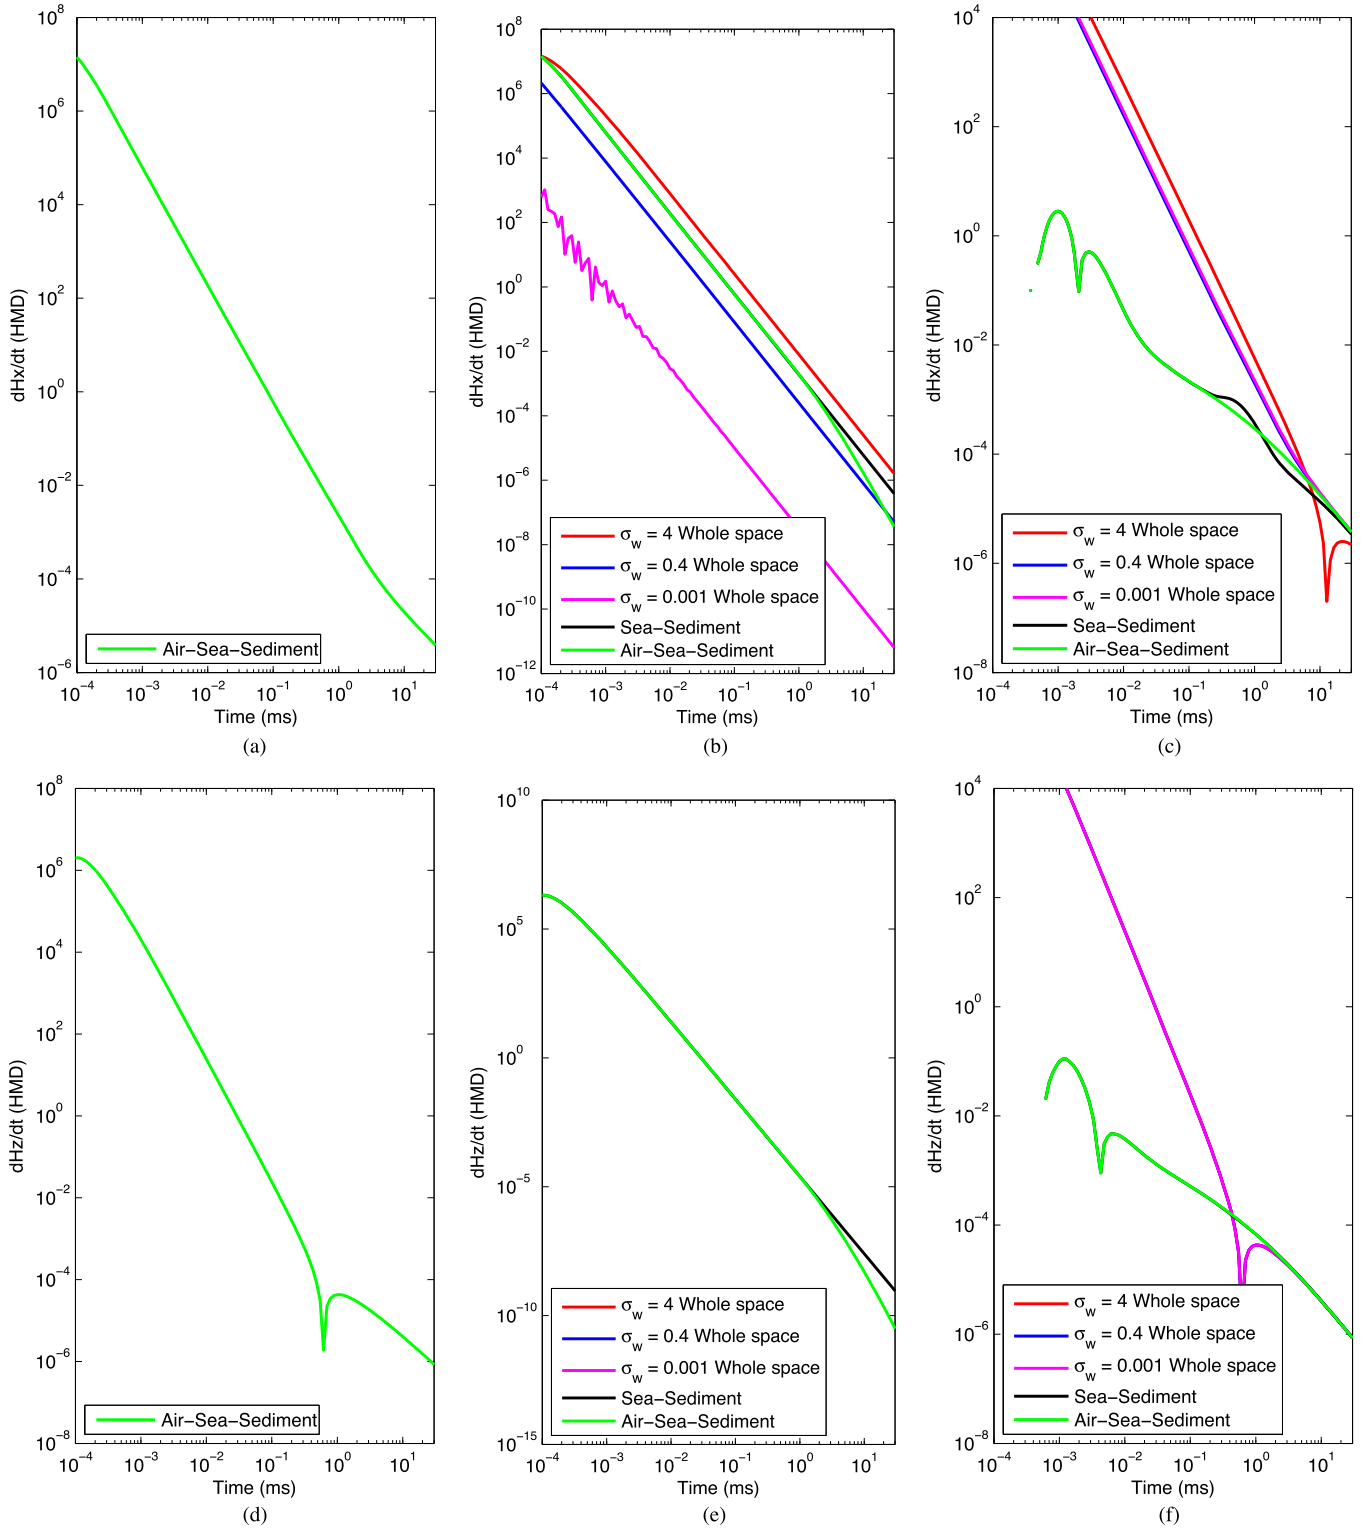 10^8
10^6
10^4
10^2
10^0
10^−2
10^−4
10^−6
dHx/dt (HMD)
Air−Sea−Sediment
10^−4 10^−3 10^−2 10^−1 10^0 10^1
Time (ms)
(a)
10^8
10^6
10^4
10^2
10^0
10^−2
10^−4
10^−6
10^−8
10^−10
10^−12
dHx/dt (HMD)
σ_w = 4 Whole space
σ_w = 0.4 Whole space
σ_w = 0.001 Whole space
Sea−Sediment
Air−Sea−Sediment
10^−4 10^−3 10^−2 10^−1 10^0 10^1
Time (ms)
(b)
10^4
10^2
10^0
10^−2
10^−4
10^−6
10^−8
dHx/dt (HMD)
σ_w = 4 Whole space
σ_w = 0.4 Whole space
σ_w = 0.001 Whole space
Sea−Sediment
Air−Sea−Sediment
10^−4 10^−3 10^−2 10^−1 10^0 10^1
Time (ms)
(c)
10^8
10^6
10^4
10^2
10^0
10^−2
10^−4
10^−6
10^−8
dHz/dt (HMD)
Air−Sea−Sediment
10^−4 10^−3 10^−2 10^−1 10^0 10^1
Time (ms)
(d)
10^10
10^5
10^0
10^−5
10^−10
10^−15
dHz/dt (HMD)
σ_w = 4 Whole space
σ_w = 0.4 Whole space
σ_w = 0.001 Whole space
Sea−Sediment
Air−Sea−Sediment
10^−4 10^−3 10^−2 10^−1 10^0 10^1
Time (ms)
(e)
10^4
10^2
10^0
10^−2
10^−4
10^−6
10^−8
dHz/dt (HMD)
σ_w = 4 Whole space
σ_w = 0.4 Whole space
σ_w = 0.001 Whole space
Sea−Sediment
Air−Sea−Sediment
10^−4 10^−3 10^−2 10^−1 10^0 10^1
Time (ms)
(f)